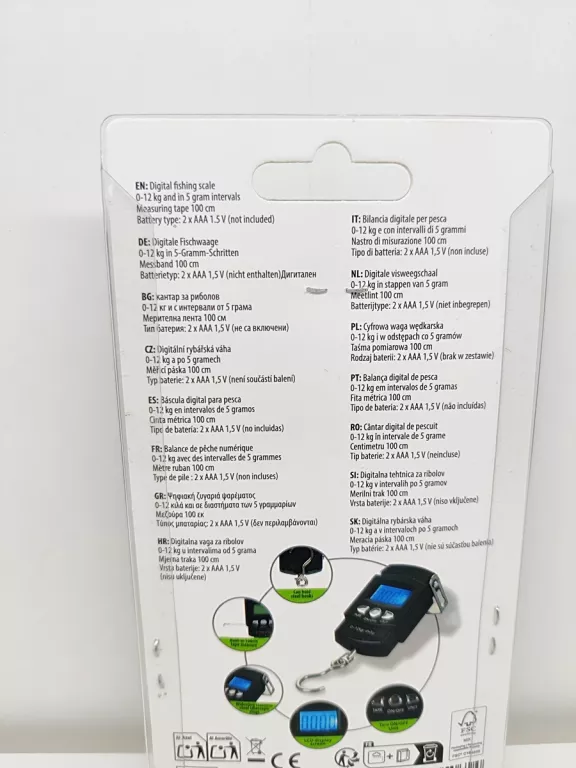 EN: Digital fishing scale
0-12 kg and in 5 gram intervals
Measuring tape 100 cm
Battery type: 2 x AAA 1.5 V (not included)
DE: Digitale Fischwaage
0-12 kg in 5-Gramm-Schritten
Messband 100 cm
Batterietyp: 2 x AAA 1,5 V (nicht enthalten)Дигитален
BG: кантар за риболов
0-12 кг и с интервали от 5 грама
Мерителна лента 100 см
Тип батерия: 2 x AAA 1,5 V (не са включени)
CZ: Digitální rybářská váha
0-12 kg a po 5 gramech
Měřicí páska 100 cm
Typ baterie: 2 x AAA 1,5 V (není součástí balení)
ES: Báscula digital para pesca
0-12 kg en intervalos de 5 gramos
Cinta métrica 100 cm
Tipo de batería: 2 x AAA 1,5 V (no incluidas)
FR: Balance de pêche numérique
0-12 kg avec des intervalles de 5 grammes
Mètre ruban 100 cm
Type de pile : 2 x AAA 1,5 V (non incluses)
GR: Ψηφιακή ζυγαριά ψαρέματος
0-12 κιλά και σε διαστήματα των 5 γραμμαρίων
Μεζούρα 100 εκ
Τύπος μπαταρίας: 2 x AAA 1,5 V (δεν περιλαμβάνονται)
HR: Digitalna vaga za ribolov
0-12 kg u intervalima od 5 grama
Mjerna traka 100 cm
Vrsta baterije: 2 x AAA 1,5 V
(nisu uključene)
IT: Bilancia digitale per pesca
0-12 kg e con intervalli di 5 grammi
Nastro di misurazione 100 cm
Tipo di batteria: 2 x AAA 1,5 V (non incluse)
NL: Digitale visweegschaal
0-12 kg in stappen van 5 gram
Meetlint 100 cm
Batterijtype: 2 x AAA 1,5 V (niet inbegrepen)
PL: Cyfrowa waga wędkarska
0-12 kg i w odstępach co 5 gramów
Taśma pomiarowa 100 cm
Rodzaj baterii: 2 x AAA 1,5 V (brak w zestawie)
PT: Balança digital de pesca
0-12 kg em intervalos de 5 gramas
Fita métrica 100 cm
Tipo de bateria: 2 x AAA 1,5 V (não incluídas)
RO: Cântar digital de pescuit
0-12 kg în intervale de 5 grame
Centimetru 100 cm
Tip baterie: 2 x AAA 1,5 V (neincluse)
SI: Digitalna tehtnica za ribolov
0-12 kg v intervalih po 5 gramov
Merilni trak 100 cm
Vrsta baterije: 2 x AAA 1,5 V (niso vključene)
SK: Digitálna rybárska váha
0-12 kg a v intervaloch po 5 gramoch
Meracia páska 100 cm
Typ batérie: 2 x AAA 1,5 V (nie sú súčasťou balenia)
CE
FSC